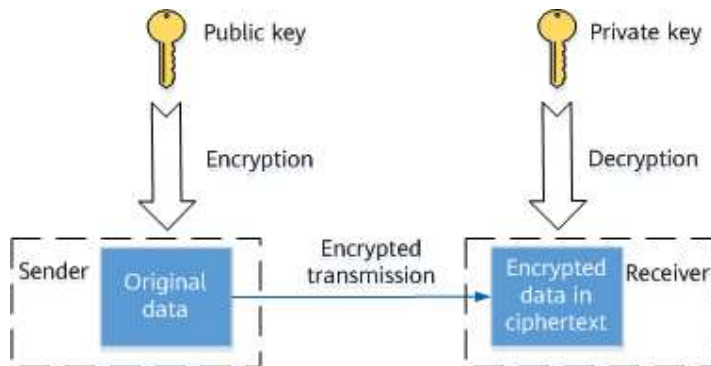 Public key
Private key
Encryption
Decryption
Sender
Original
data
Encrypted
transmission
Encrypted
data in
ciphertext
Receiver